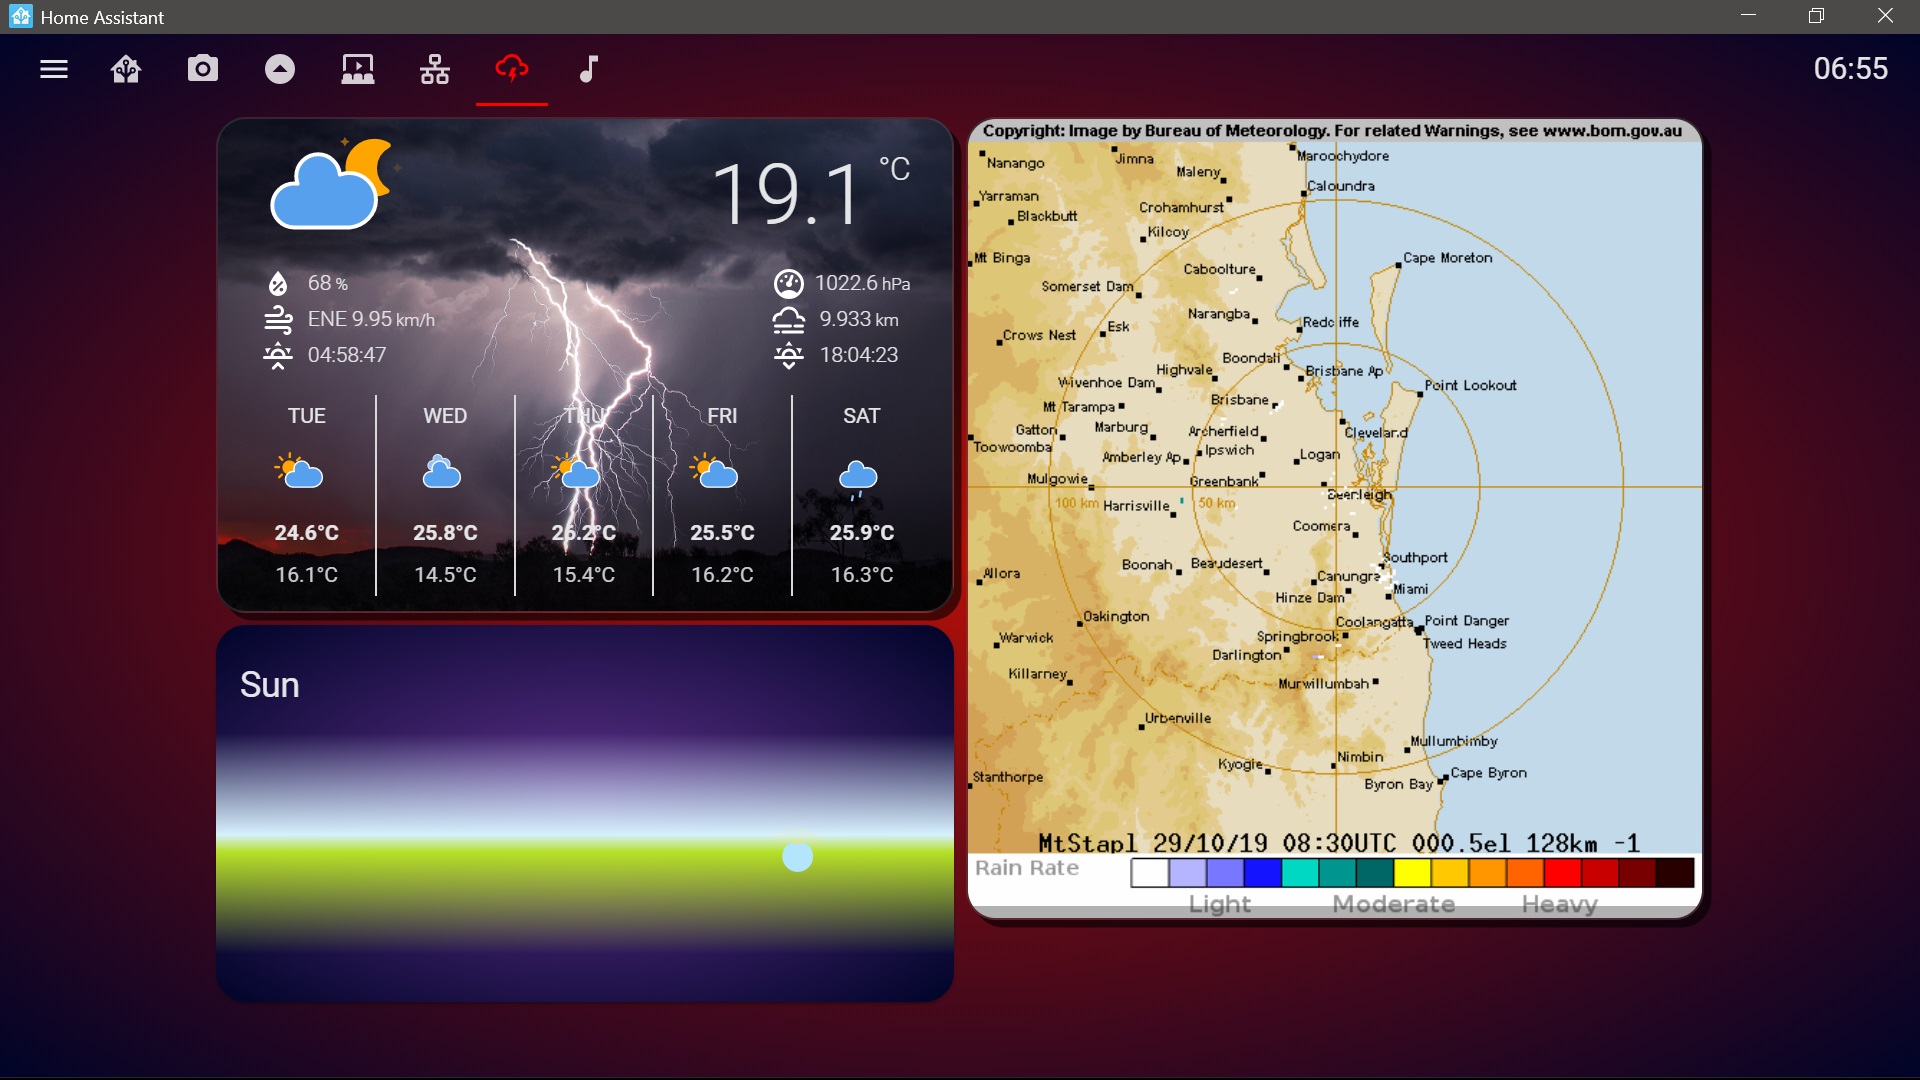 Home Assistant
06:55
19.1 °C
68 %
1022.6 hPa
ENE 9.95 km/h
9.933 km
04:58:47
18:04:23
TUE WED THU FRI SAT
24.6°C 25.8°C 26.2°C 25.5°C 25.9°C
16.1°C 14.5°C 15.4°C 16.2°C 16.3°C
Sun
Copyright: Image by Bureau of Meteorology. For related Warnings, see www.bom.gov.au
Nanango
Jimna
Maroochydore
Maleny
Caloundra
Yarraman
Crohamhurst
Blackbutt
Kilcoy
Mt Binga
Cape Moreton
Caboolture
Somerset Dam
Narangba
Redcliffe
Esk
Crows Nest
Boondall
Highvale
Brisbane Ap
Wivenhoe Dam
Point Lookout
Brisbane
Mt Tarampa
Marburg
Gatton
Archerfield
Cleveland
Toowoomba
Ipswich
Amberley Ap
Logan
Mulgowie
Greenbank
Beenleigh
100 km
Harrisville
50 km
Coomera
Southport
Boonah
Beaudesert
Allora
Canungra
Miami
Hinze Dam
Oakington
Coolangatta
Point Danger
Warwick
Springbrook
Tweed Heads
Darlington
Killarney
Murwillumbah
Urbenville
Mullumbimby
Nimbin
Kyogle
Cape Byron
Stanthorpe
Byron Bay
MtStapl 29/10/19 08:30UTC 000.5el 128km -1
Rain Rate
Light Moderate Heavy